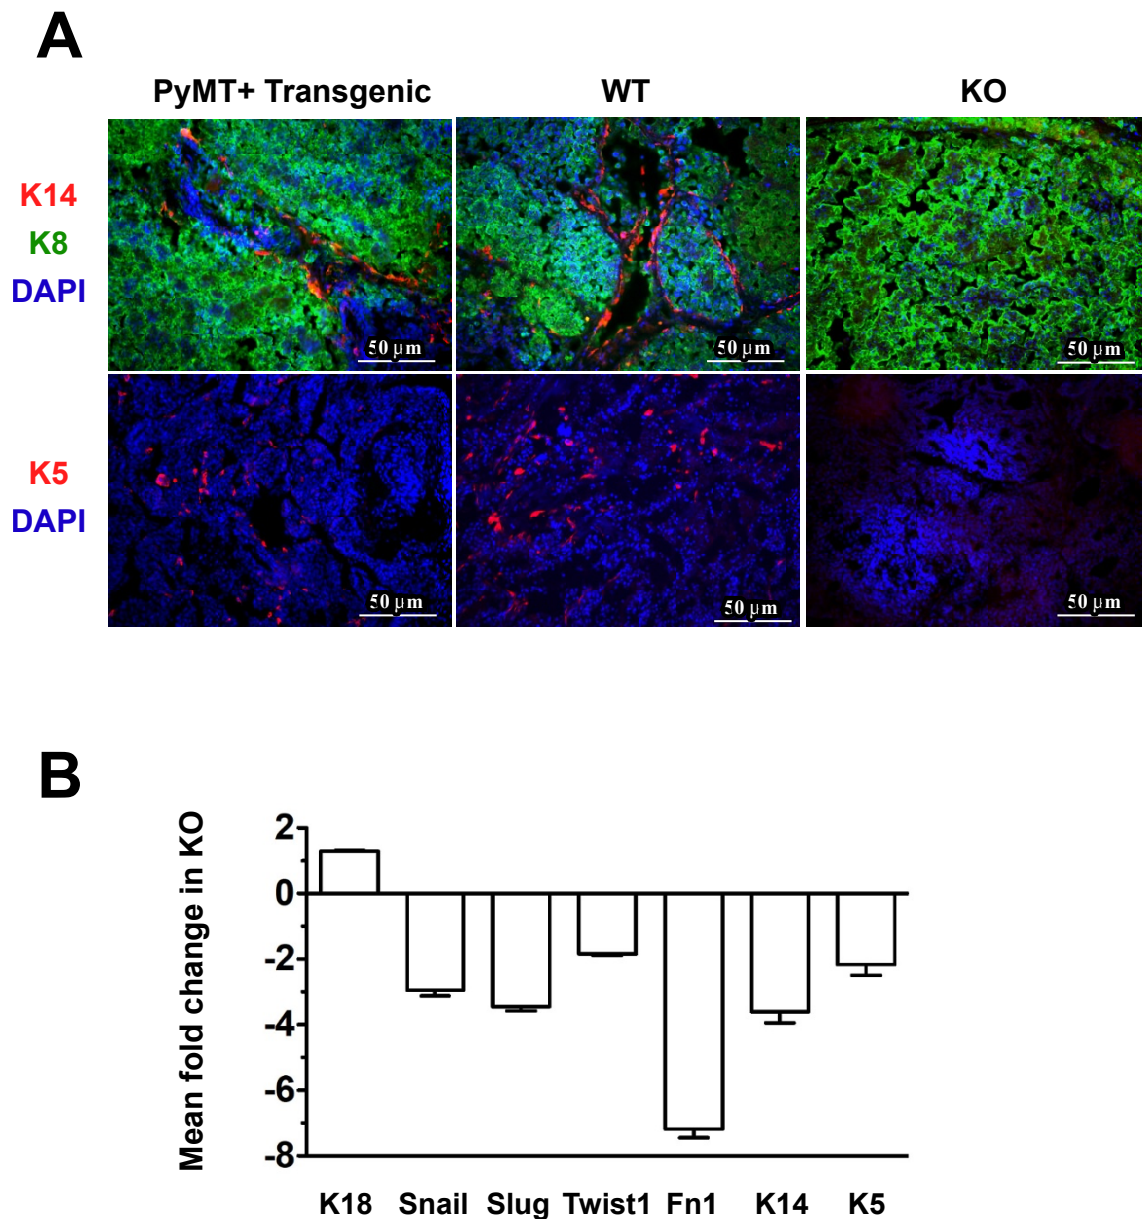 A
PyMT+ Transgenic WT KO
K14
K8
DAPI
50 µm 50 µm 50 µm
K5
DAPI
50 µm 50 µm 50 µm
B
Mean fold change in KO
2
0
-2
-4
-6
-8
K18 Snail Slug Twist1 Fn1 K14 K5